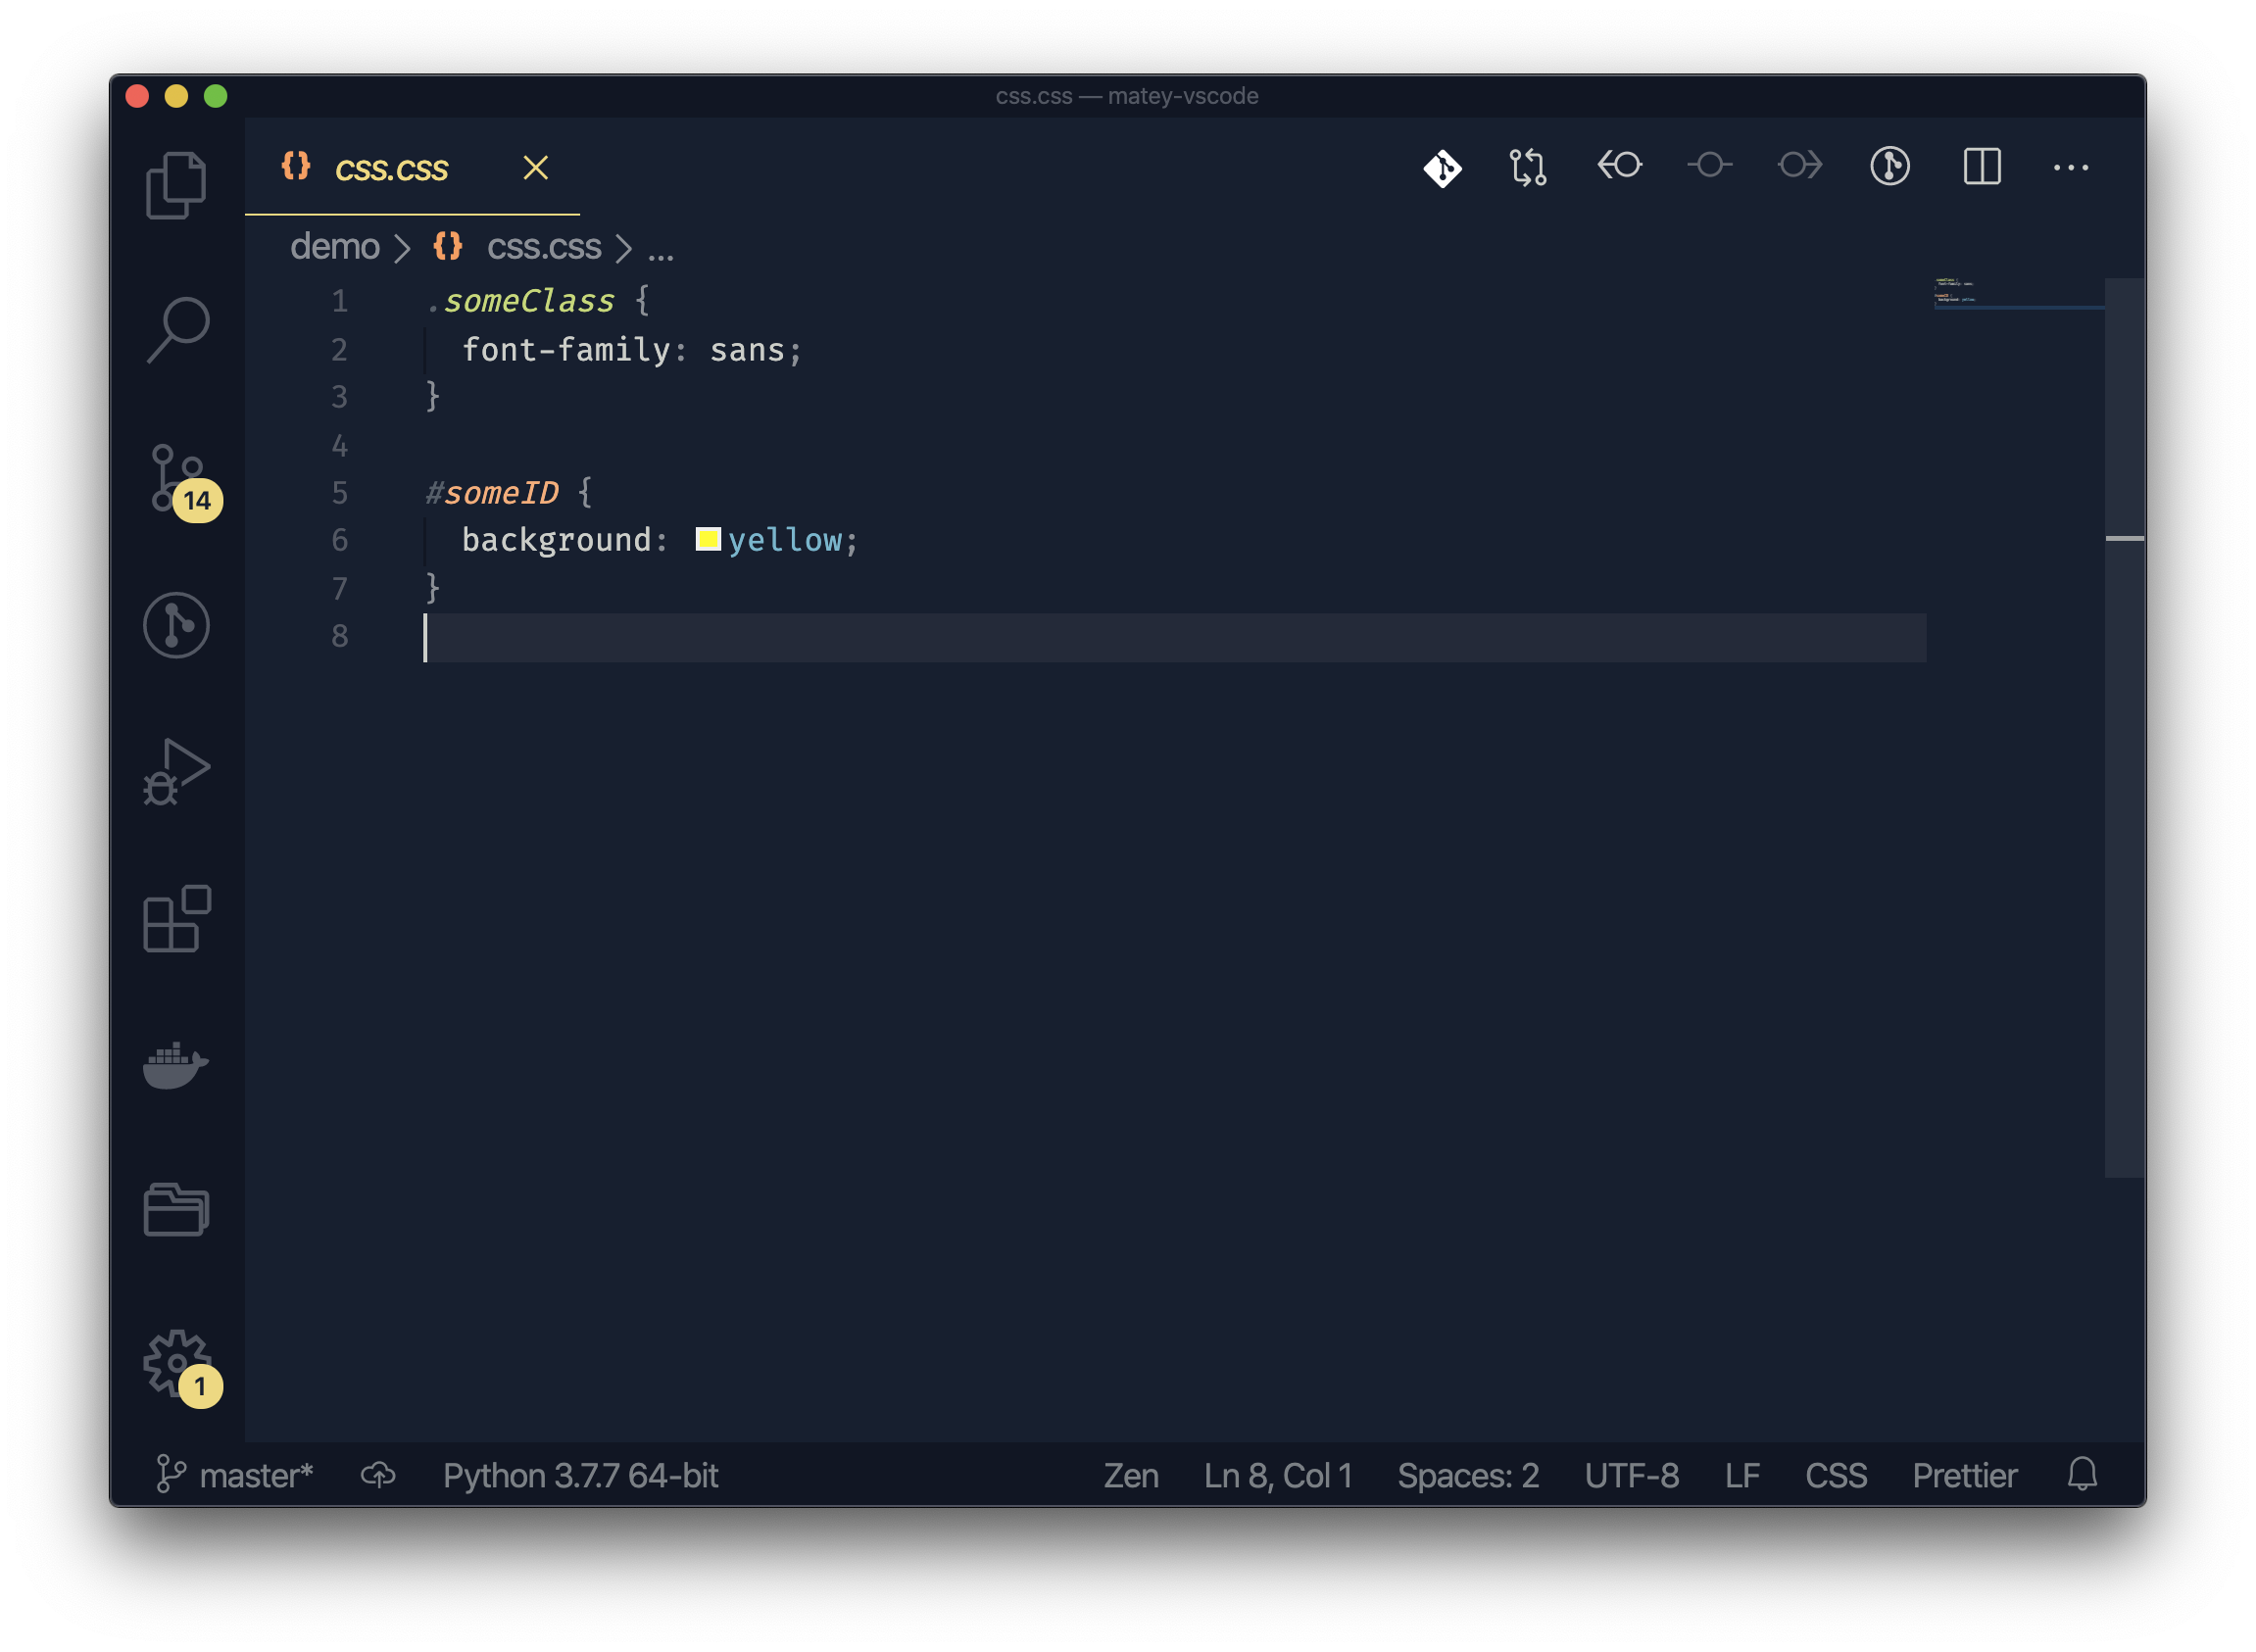 css.css — matey-vscode
{} css.css
demo > {} css.css > ...
1 .someClass {
2   font-family: sans;
3 }
4
5 #someID {
6   background: yellow;
7 }
8
14
1
master* Python 3.7.7 64-bit Zen Ln 8, Col 1 Spaces: 2 UTF-8 LF CSS Prettier